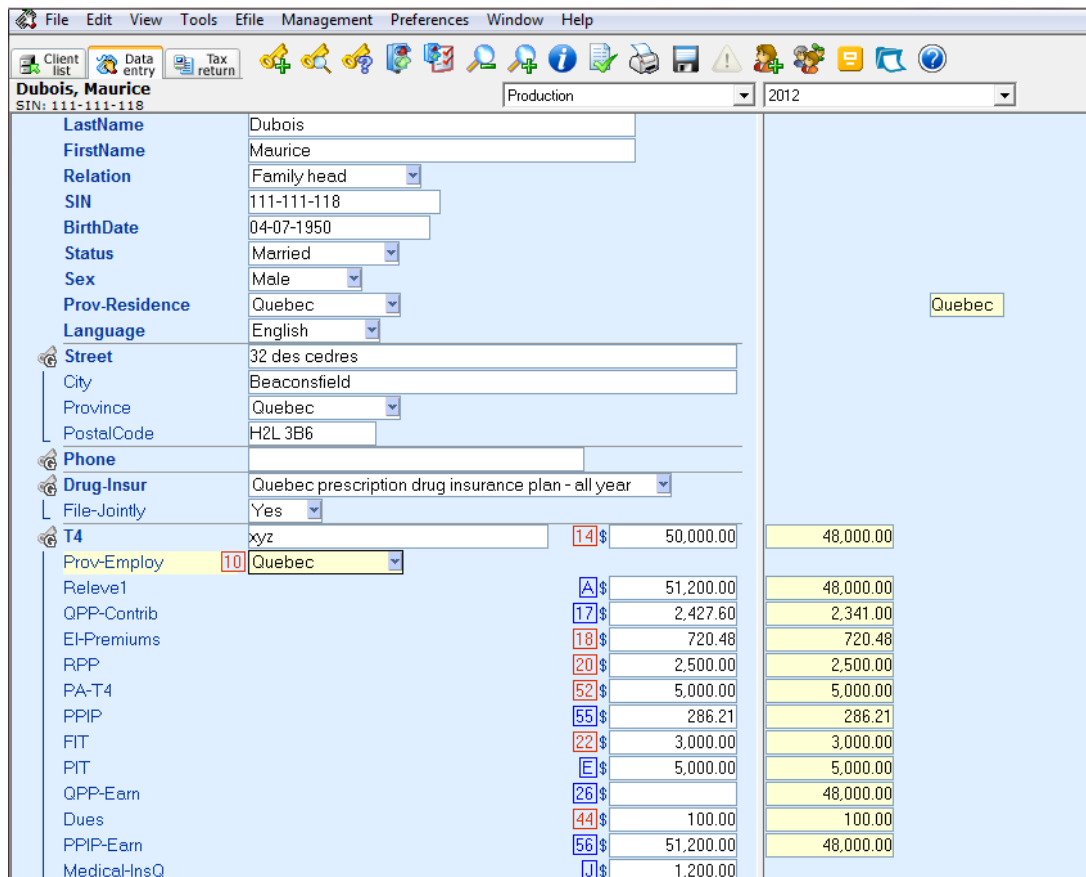 File Edit View Tools Efile Management Preferences Window Help
Client list Data entry Tax return
Dubois, Maurice
SIN: 111-111-118
Production 2012
LastName Dubois
FirstName Maurice
Relation Family head
SIN 111-111-118
BirthDate 04-07-1950
Status Married
Sex Male
Prov-Residence Quebec Quebec
Language English
Street 32 des cedres
City Beaconsfield
Province Quebec
PostalCode H2L 3B6
Phone
Drug-Insur Quebec prescription drug insurance plan - all year
File-Jointly Yes
T4 xyz 14 $ 50,000.00 48,000.00
Prov-Employ 10 Quebec
Releve1 A $ 51,200.00 48,000.00
QPP-Contrib 17 $ 2,427.60 2,341.00
EI-Premiums 18 $ 720.48 720.48
RPP 20 $ 2,500.00 2,500.00
PA-T4 52 $ 5,000.00 5,000.00
PPIP 55 $ 286.21 286.21
FIT 22 $ 3,000.00 3,000.00
PIT E $ 5,000.00 5,000.00
QPP-Earn 26 $ 48,000.00
Dues 44 $ 100.00 100.00
PPIP-Earn 56 $ 51,200.00 48,000.00
Medical-InsQ J $ 1,200.00